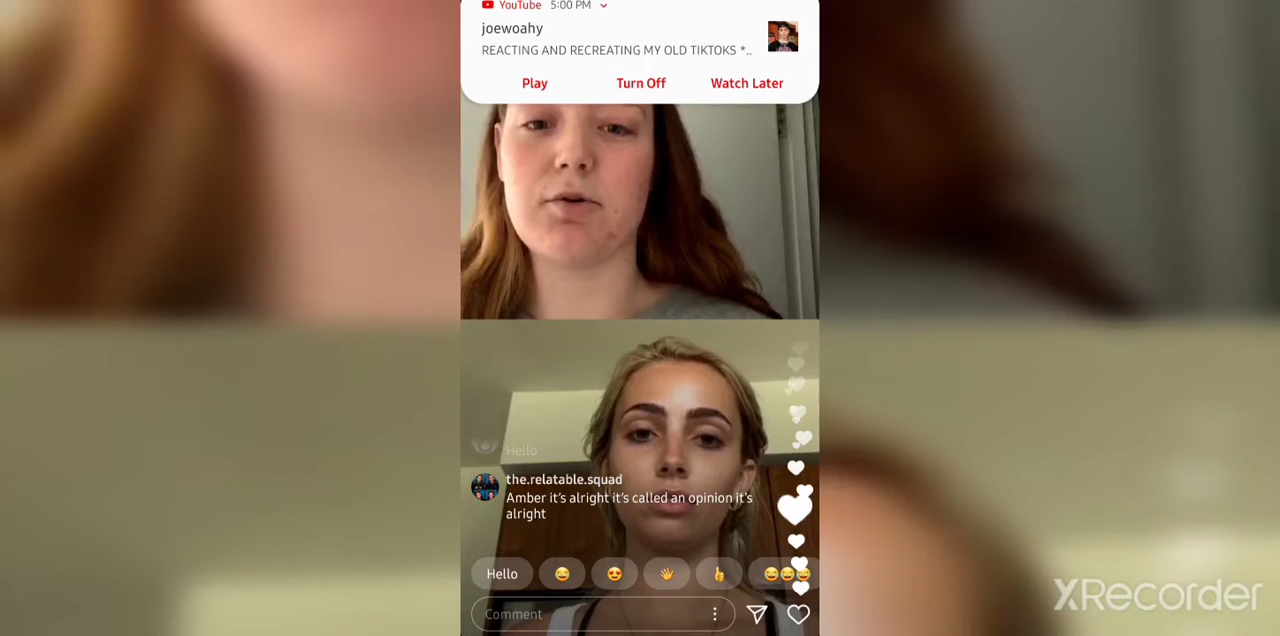 YouTube 5:00 PM
joewoahy
REACTING AND RECREATING MY OLD TIKTOKS *..
Play Turn Off Watch Later
Hello
the.relatable.squad
Amber it's alright it's called an opinion it's
alright
Hello
Comment
XRecorder